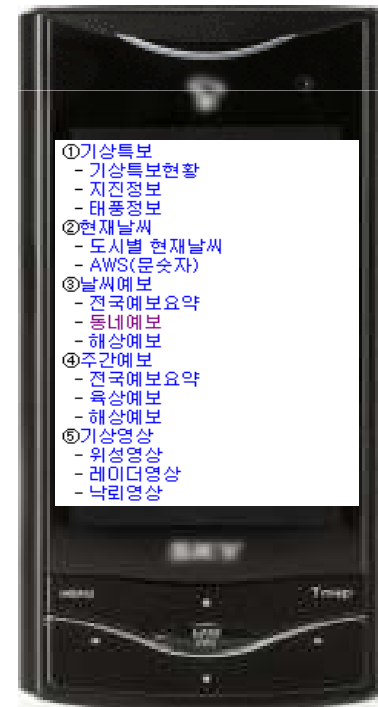 ①기상특보
- 기상특보현황
- 지진정보
- 태풍정보
②현재날씨
- 도시별 현재날씨
- AWS(문숫자)
③날씨예보
- 전국예보요약
- 동네예보
- 해상예보
④주간예보
- 전국예보요약
- 육상예보
- 해상예보
⑤기상영상
- 위성영상
- 레이더영상
- 낙뢰영상
SKY
MENU
Tmap